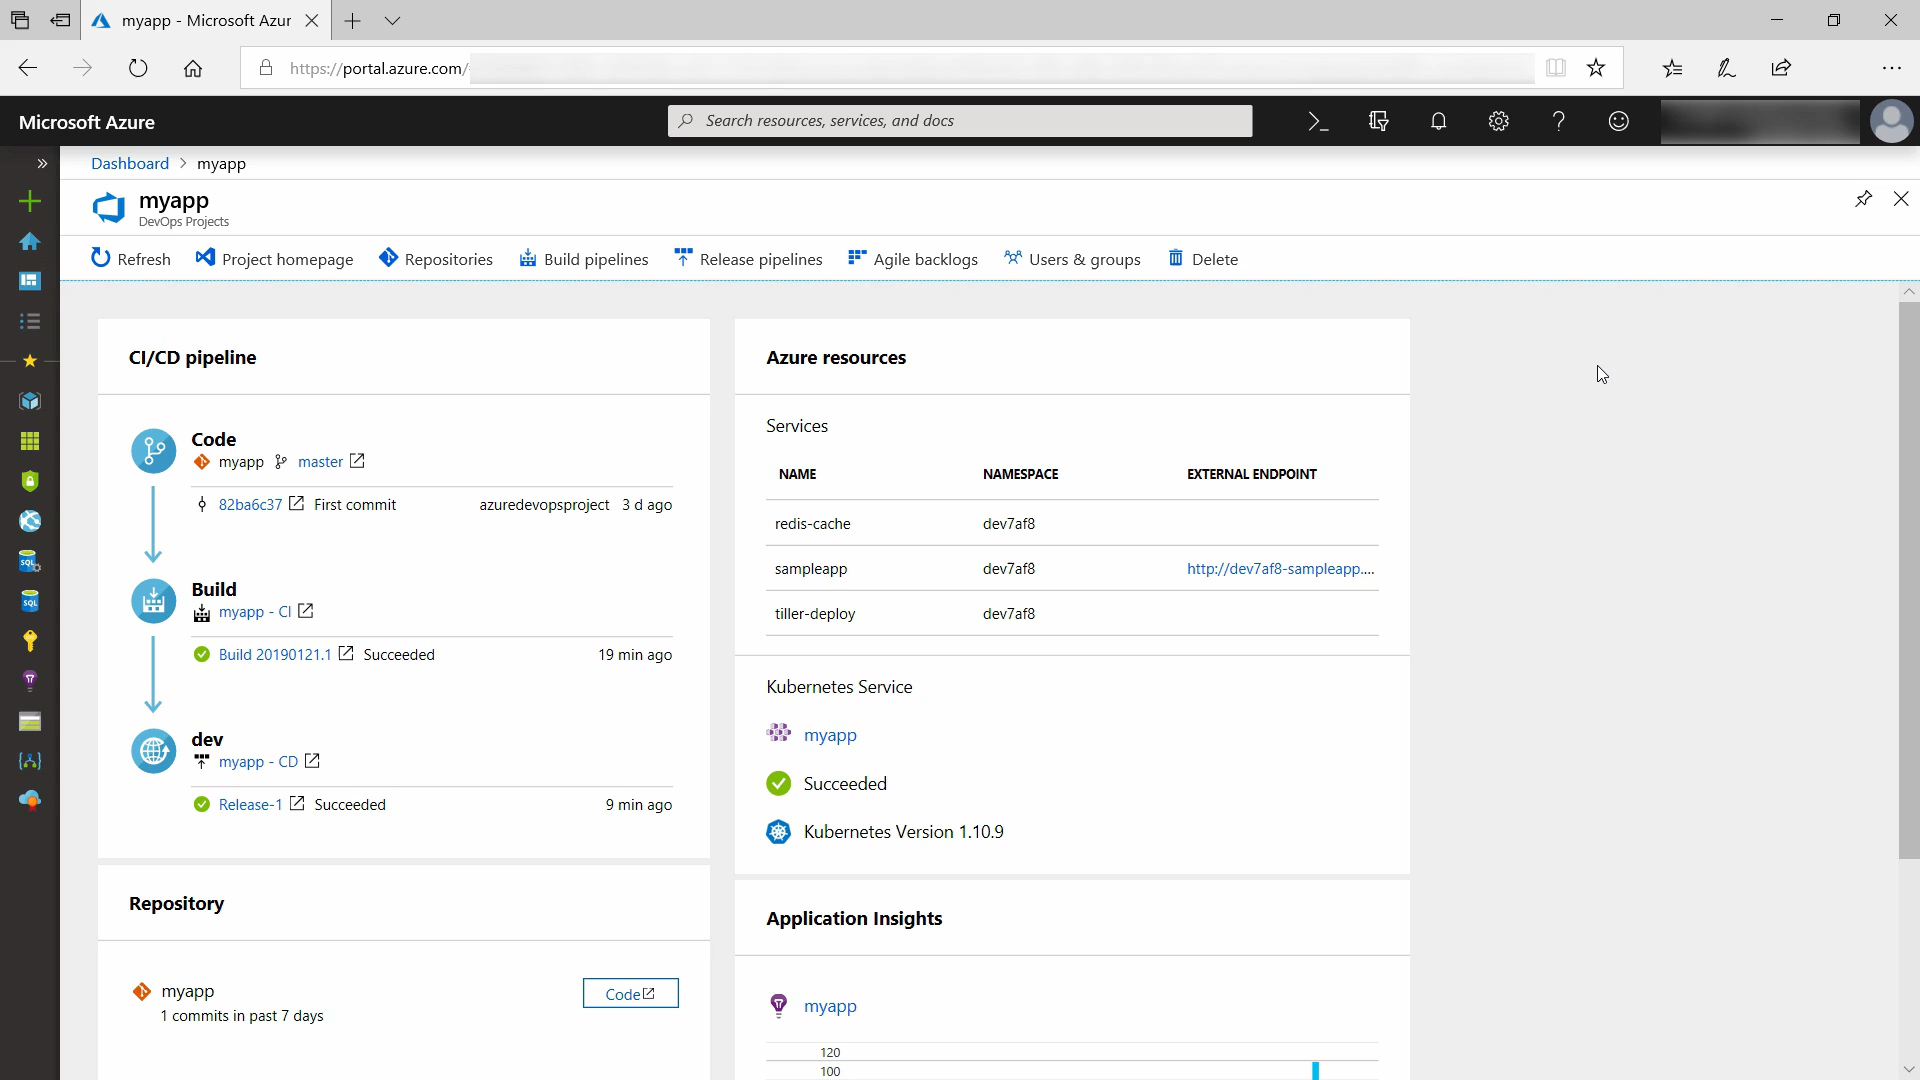 myapp - Microsoft Azur
https://portal.azure.com/
Microsoft Azure
Search resources, services, and docs
Dashboard > myapp
myapp
DevOps Projects
Refresh
Project homepage
Repositories
Build pipelines
Release pipelines
Agile backlogs
Users & groups
Delete
CI/CD pipeline
Code
myapp master
82ba6c37 First commit azuredevopsproject 3 d ago
Build
myapp - CI
Build 20190121.1 Succeeded 19 min ago
dev
myapp - CD
Release-1 Succeeded 9 min ago
Repository
myapp
1 commits in past 7 days
Code
Azure resources
Services
NAME NAMESPACE EXTERNAL ENDPOINT
redis-cache dev7af8
sampleapp dev7af8 http://dev7af8-sampleapp....
tiller-deploy dev7af8
Kubernetes Service
myapp
Succeeded
Kubernetes Version 1.10.9
Application Insights
myapp
120
100
SQL
SQL